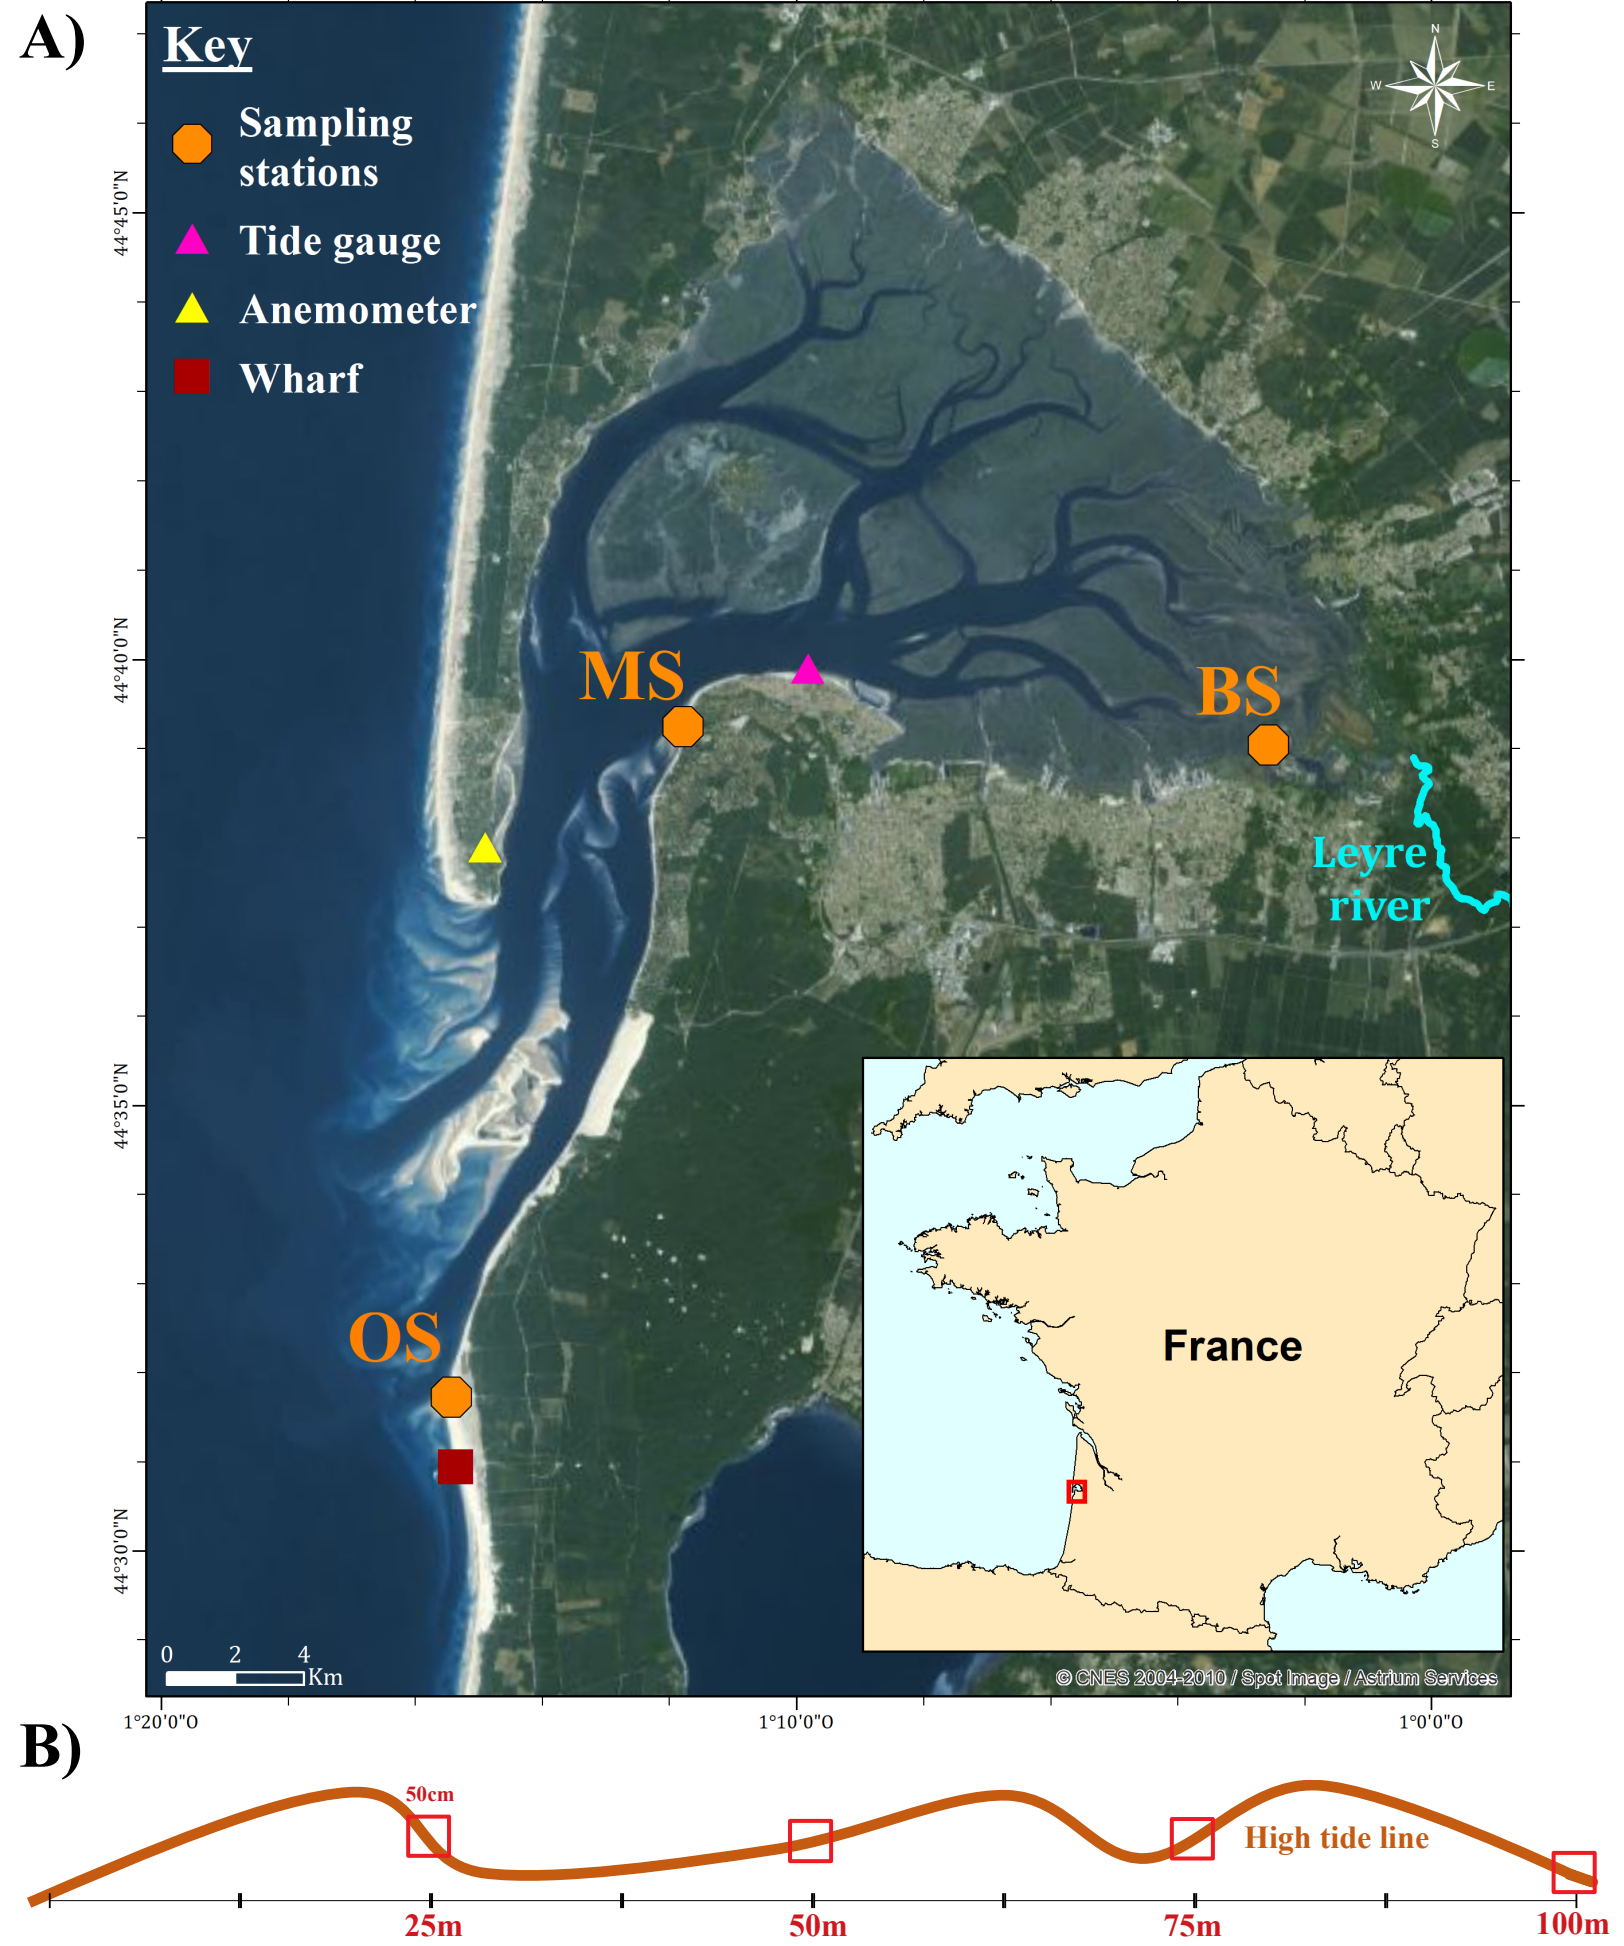 A)
Key
Sampling
stations
Tide gauge
Anemometer
Wharf
N
W
E
S
44°45'0"N
44°40'0"N
44°35'0"N
44°30'0"N
MS
BS
Leyre
river
OS
France
0 2 4
Km
© CNES 2004-2010 / Spot Image / Astrium Services
1°20'0"O
1°10'0"O
1°0'0"O
B)
50cm
High tide line
25m
50m
75m
100m